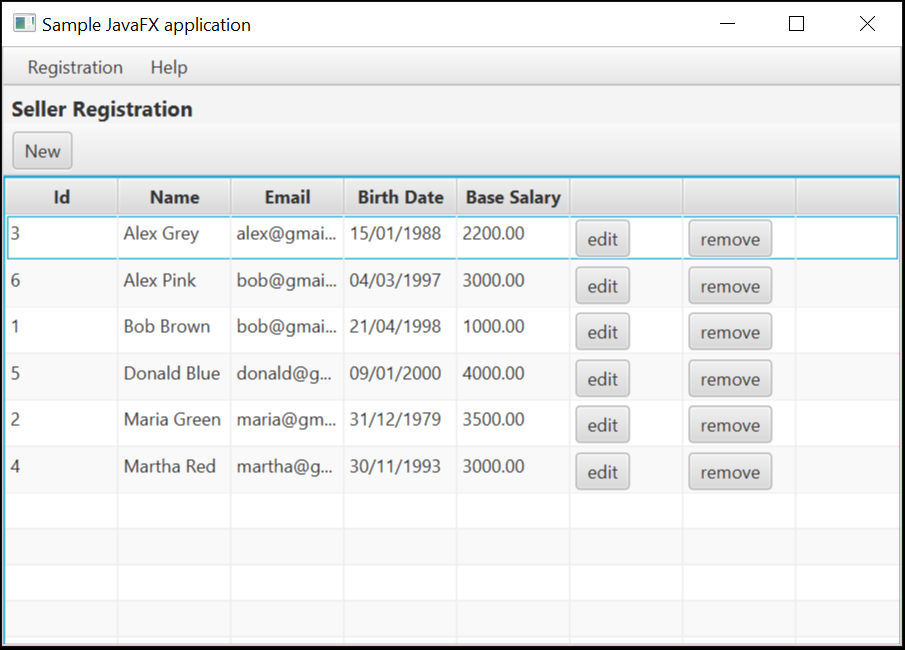 Sample JavaFX application
Registration Help
Seller Registration
New
Id Name Email Birth Date Base Salary
3 Alex Grey alex@gmai... 15/01/1988 2200.00 edit remove
6 Alex Pink bob@gmai... 04/03/1997 3000.00 edit remove
1 Bob Brown bob@gmai... 21/04/1998 1000.00 edit remove
5 Donald Blue donald@g... 09/01/2000 4000.00 edit remove
2 Maria Green maria@gm... 31/12/1979 3500.00 edit remove
4 Martha Red martha@g... 30/11/1993 3000.00 edit remove